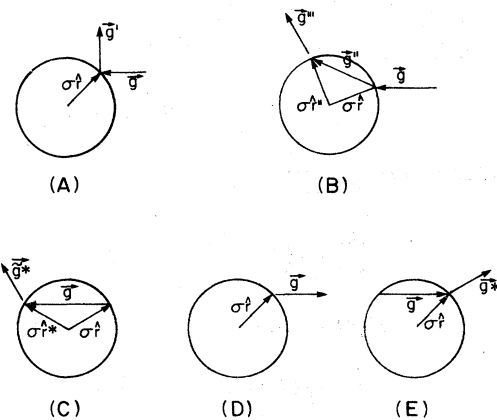 g⃗'
σr̂
g⃗
(A)
g⃗'''
g⃗''
g⃗
σr̂''
σr̂
(B)
g̃⃗*
g⃗
σr̂*
σr̂
(C)
g⃗
σr̂
(D)
g⃗
g⃗*
σr̂
(E)